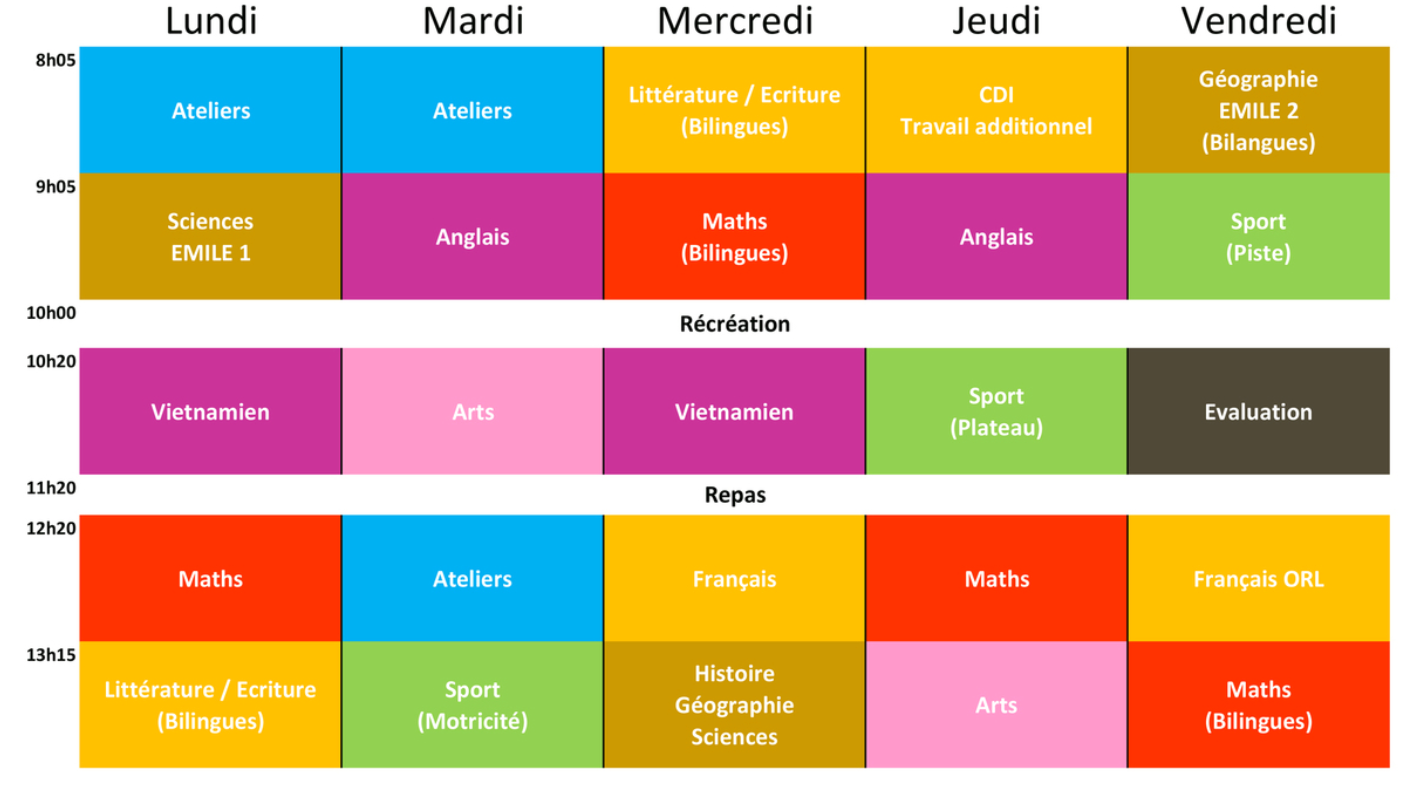 Lundi Mardi Mercredi Jeudi Vendredi
8h05
Ateliers
Ateliers
Littérature / Ecriture
(Bilingues)
CDI
Travail additionnel
Géographie
EMILE 2
(Bilangues)
9h05
Sciences
EMILE 1
Anglais
Maths
(Bilingues)
Anglais
Sport
(Piste)
10h00
Récréation
10h20
Vietnamien
Arts
Vietnamien
Sport
(Plateau)
Evaluation
11h20
Repas
12h20
Maths
Ateliers
Français
Maths
Français ORL
13h15
Littérature / Ecriture
(Bilingues)
Sport
(Motricité)
Histoire
Géographie
Sciences
Arts
Maths
(Bilingues)